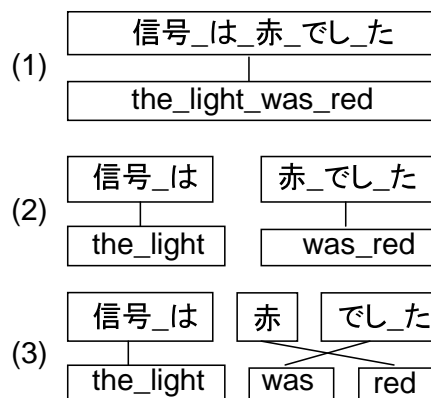 信号_は_赤_でし_た
(1)
the_light_was_red
信号_は 赤_でし_た
(2)
the_light was_red
信号_は 赤 でし_た
(3)
the_light was red